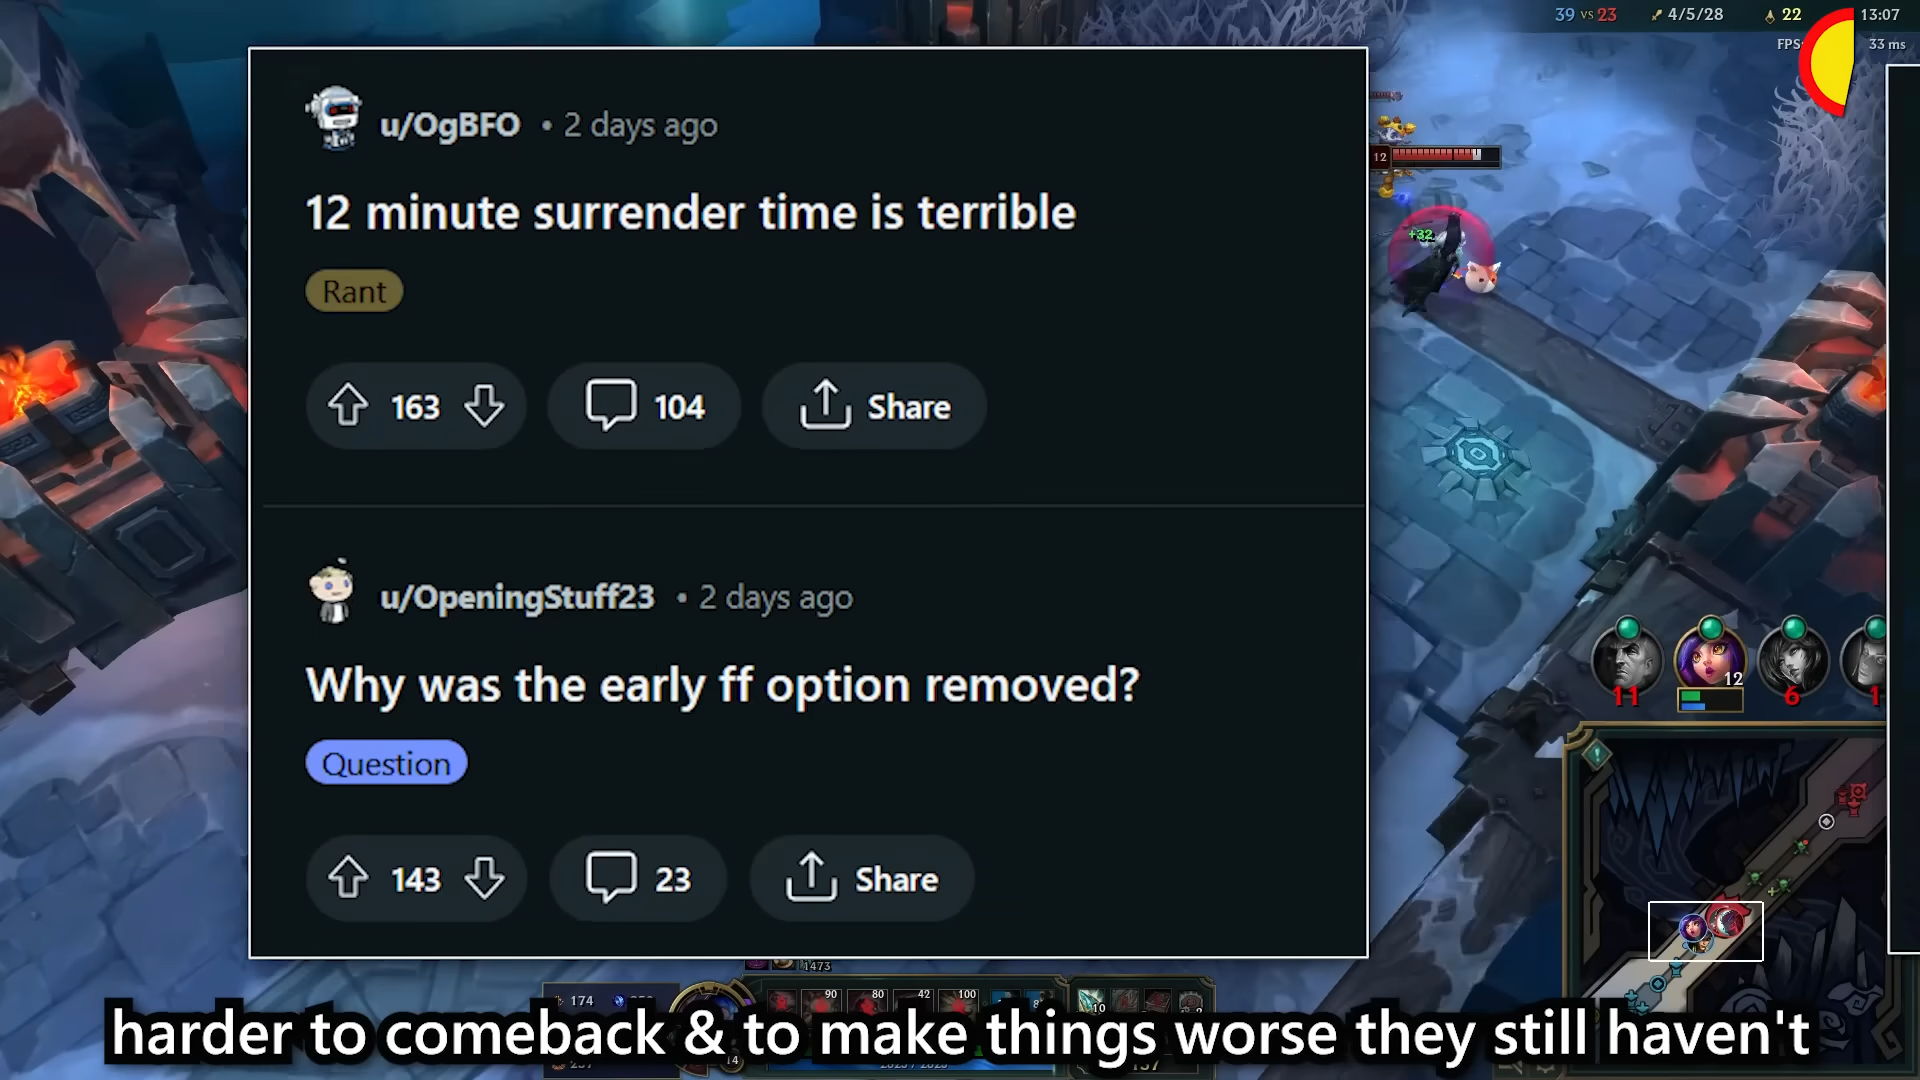 39 vs 23 4/5/28 22 13:07
FPS 33 ms
u/OgBFO • 2 days ago
12 minute surrender time is terrible
Rant
163 104 Share
u/OpeningStuff23 • 2 days ago
Why was the early ff option removed?
Question
143 23 Share
12
+32
12
11 6 1
1473
174
90 80 42 100
10
harder to comeback & to make things worse they still haven't